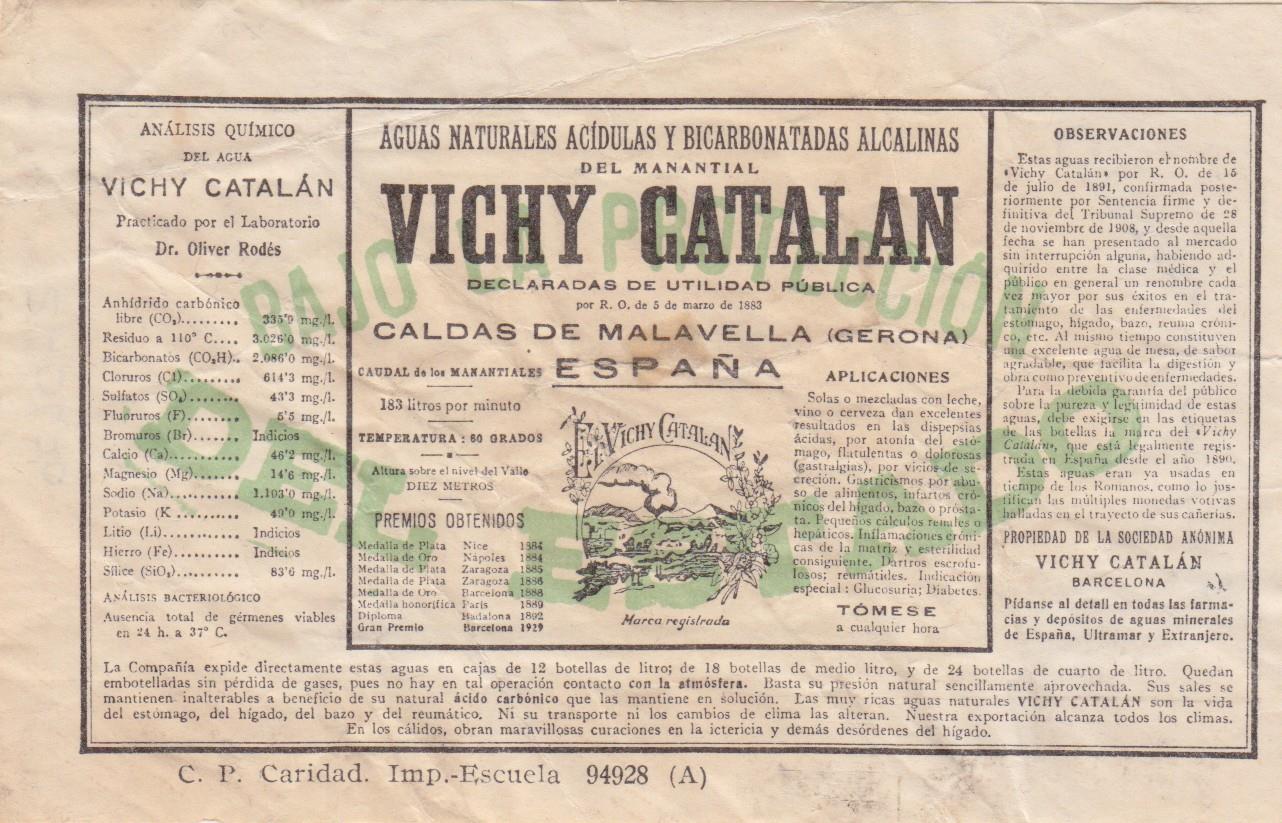 ANÁLISIS QUÍMICO
DEL AGUA
VICHY CATALÁN
Practicado por el Laboratorio
Dr. Oliver Rodés
Anhídrido carbónico
libre (CO₂)......... 335'9 mg./l.
Residuo a 110° C.... 3.026'0 mg./l.
Bicarbonatos (CO₃H).. 2.086'0 mg./l.
Cloruros (Cl)......... 614'3 mg./l.
Sulfatos (SO₄)........ 43'3 mg./l.
Fluoruros (F)........ 5'5 mg./l.
Bromuros (Br)....... Indicios
Calcio (Ca).......... 46'2 mg./l.
Magnesio (Mg)....... 14'6 mg./l.
Sodio (Na)........... 1.103'0 mg./l.
Potasio (K .......... 49'0 mg./l.
Litio (Li)............ Indicios
Hierro (Fe).......... Indicios
Sílice (SiO₂).......... 83'6 mg./l.
ANÁLISIS BACTERIOLÓGICO
Ausencia total de gérmenes viables
en 24 h. a 37° C.
AGUAS NATURALES ACÍDULAS Y BICARBONATADAS ALCALINAS
DEL MANANTIAL
VICHY CATALAN
DECLARADAS DE UTILIDAD PÚBLICA
por R. O. de 5 de marzo de 1883
CALDAS DE MALAVELLA (GERONA)
ESPAÑA
CAUDAL de los MANANTIALES
183 litros por minuto
TEMPERATURA : 60 GRADOS
Altura sobre el nivel del Valle
DIEZ METROS
PREMIOS OBTENIDOS
Medalla de Plata Nice 1884
Medalla de Oro Nápoles 1884
Medalla de Plata Zaragoza 1885
Medalla de Plata Zaragoza 1886
Medalla de Oro Barcelona 1888
Medalla honorífica París 1889
Diploma Badalona 1892
Gran Premio Barcelona 1929
VICHY CATALAN
Marca registrada
APLICACIONES
Solas o mezcladas con leche,
vino o cerveza dan excelentes
resultados en las dispepsias
ácidas, por atonía del estó-
mago, flatulentas o dolorosas
(gastralgias), por vicios de se-
creción. Gastricismos por abu-
so de alimentos, infartos cró-
nicos del hígado, bazo o prósta-
ta. Pequeños cálculos renales o
hepáticos. Inflamaciones cróni-
cas de la matriz y esterilidad
consiguiente. Dartros escrofu-
losos; reumátides. Indicación
especial : Glucosuria; Diabetes.
TÓMESE
a cualquier hora
OBSERVACIONES
Estas aguas recibieron el nombre de
«Vichy Catalán» por R. O. de 15
de julio de 1891, confirmada poste-
riormente por Sentencia firme y de-
finitiva del Tribunal Supremo de 28
de noviembre de 1908, y desde aquella
fecha se han presentado al mercado
sin interrupción alguna, habiendo ad-
quirido entre la clase médica y el
público en general un renombre cada
vez mayor por sus éxitos en el tra-
tamiento de las enfermedades del
estómago, hígado, bazo, reuma cróni-
co, etc. Al mismo tiempo constituyen
una excelente agua de mesa, de sabor
agradable, que facilita la digestión y
obra como preventivo de enfermedades.
Para la debida garantía del público
sobre la pureza y legitimidad de estas
aguas, debe exigirse en las etiquetas
de las botellas la marca del «Vichy
Catalán», que está legalmente regis-
trada en España desde el año 1890.
Estas aguas eran ya usadas en
tiempo de los Romanos, como lo jus-
tifican las múltiples monedas votivas
halladas en el trayecto de sus cañerías.
PROPIEDAD DE LA SOCIEDAD ANÓNIMA
VICHY CATALÁN
BARCELONA
Pídanse al detall en todas las farma-
cias y depósitos de aguas minerales
de España, Ultramar y Extranjero.
La Compañía expide directamente estas aguas en cajas de 12 botellas de litro; de 18 botellas de medio litro, y de 24 botellas de cuarto de litro. Quedan
embotelladas sin pérdida de gases, pues no hay en tal operación contacto con la atmósfera. Basta su presión natural sencillamente aprovechada. Sus sales se
mantienen inalterables a beneficio de su natural ácido carbónico que las mantiene en solución. Las muy ricas aguas naturales VICHY CATALÁN son la vida
del estómago, del hígado, del bazo y del reumático. Ni su transporte ni los cambios de clima las alteran. Nuestra exportación alcanza todos los climas.
En los cálidos, obran maravillosas curaciones en la ictericia y demás desórdenes del hígado.
C. P. Caridad. Imp.-Escuela 94928 (A)
BAJO LA PROTECCIÓN
DEL